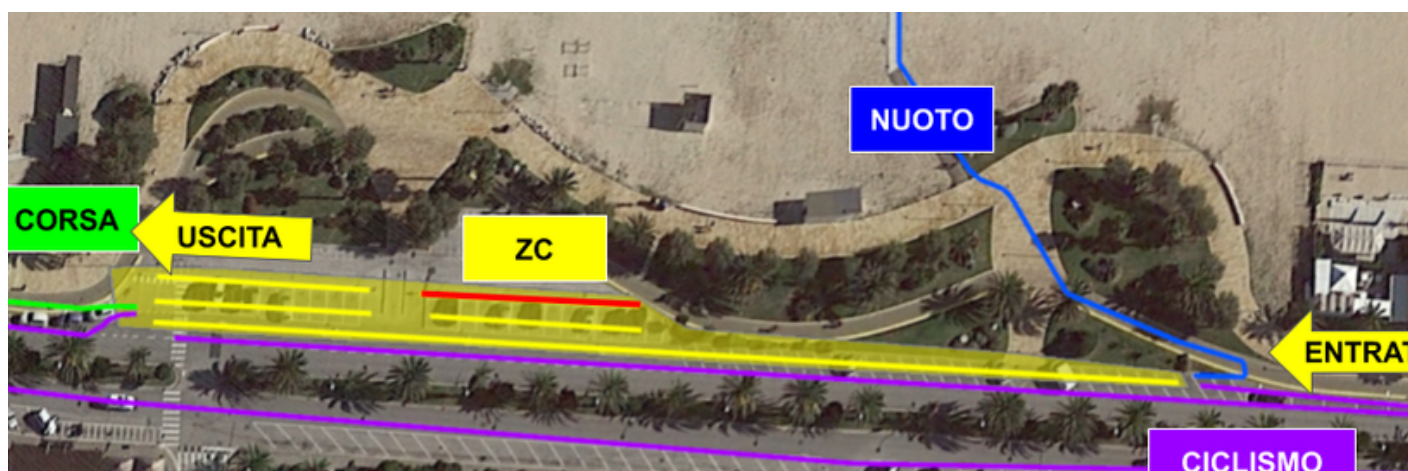 NUOTO
CORSA
USCITA
ZC
ENTRAT
CICLISMO